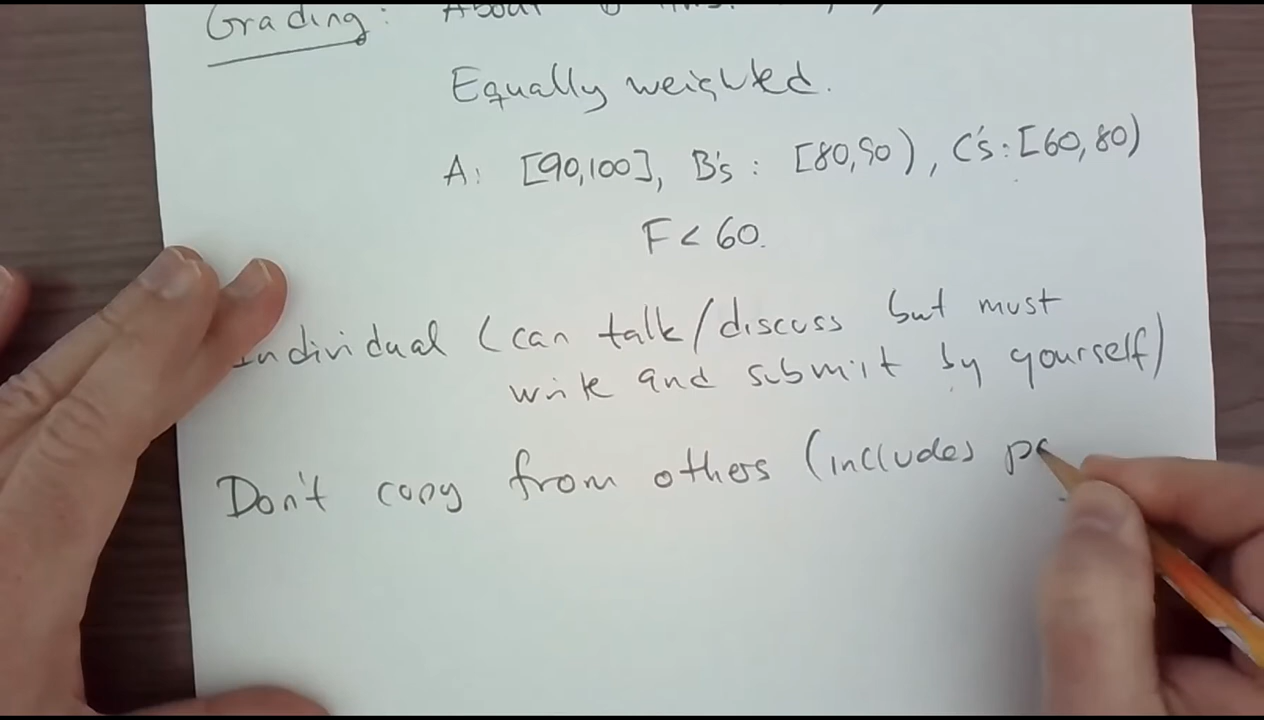 Grading: About
Equally weighted.
A: [90,100], B's: [80,90), C's: [60,80)
F < 60.
Individual (can talk/discuss but must
write and submit by yourself)
Don't copy from others (includes